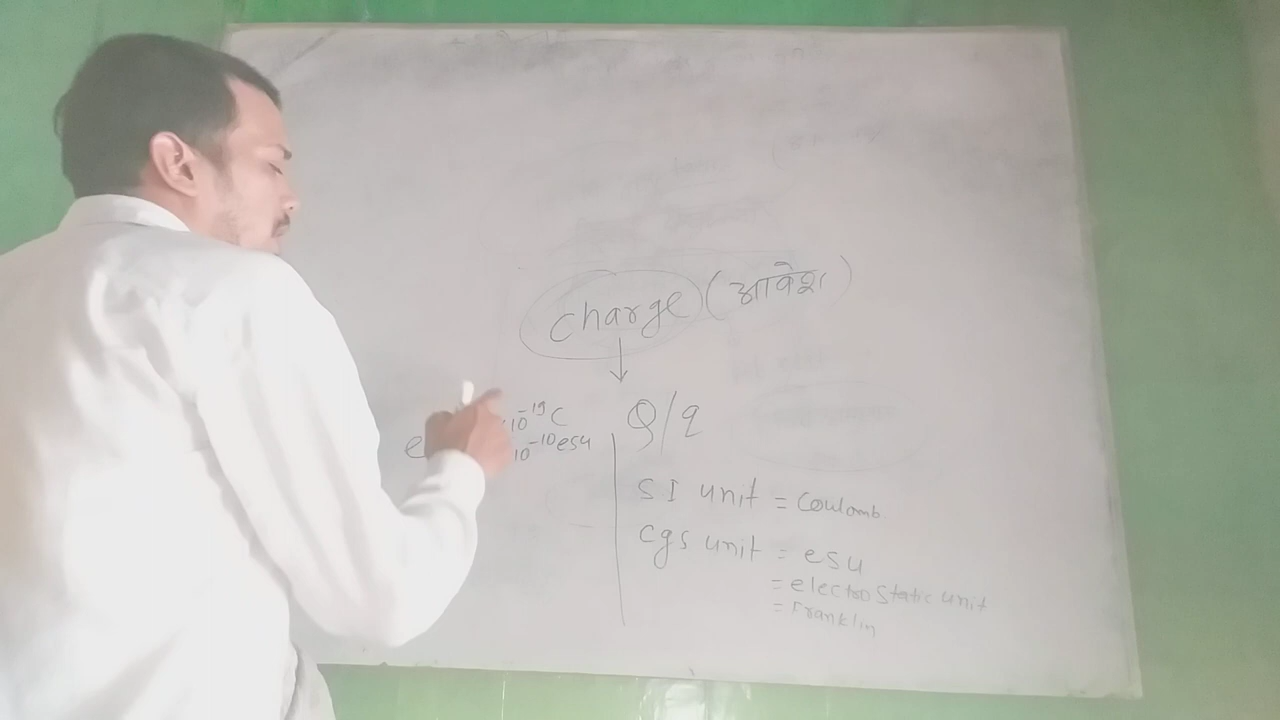 charge (आवेश)
10⁻¹⁹ C
e 10⁻¹⁰ esu
Q/q
SI unit = Coulomb
cgs unit = esu
= electrostatic unit
= Franklin